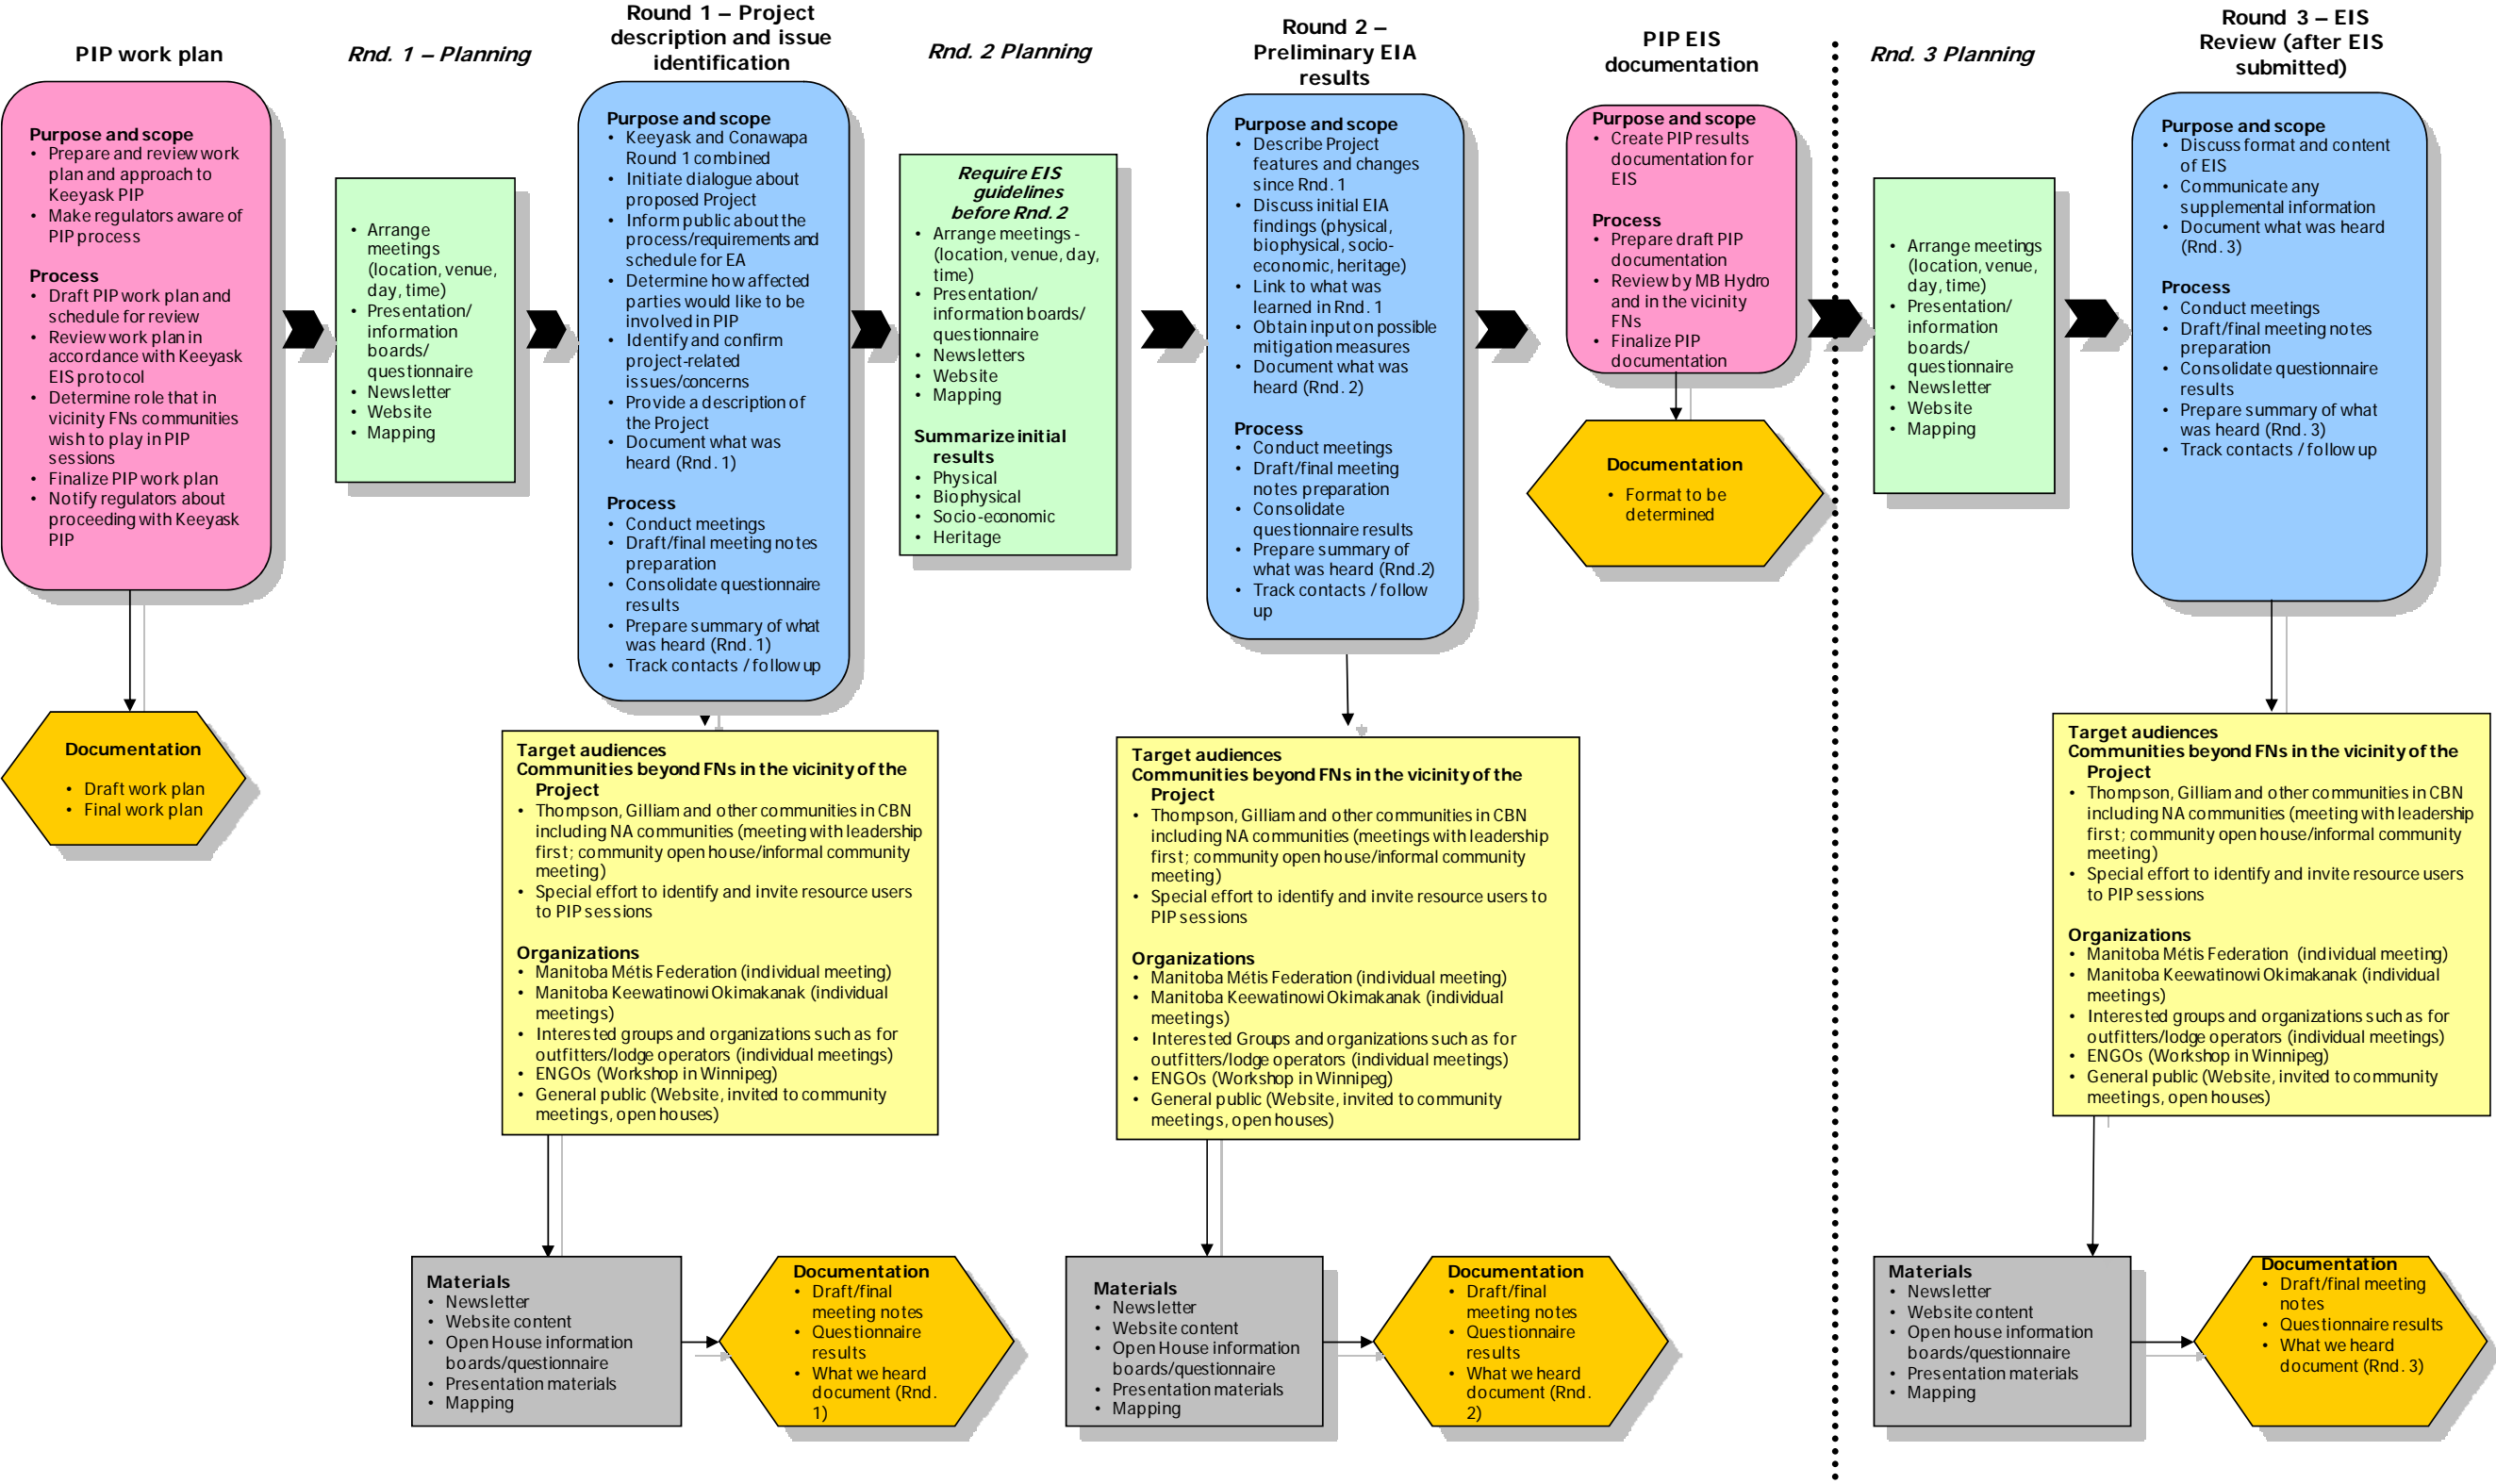 PIP work plan
Purpose and scope
• Prepare and review work
plan and approach to
Keeyask PIP
• Make regulators aware of
PIP process
Process
• Draft PIP work plan and
schedule for review
• Review work plan in
accordance with Keeyask
EIS protocol
• Determine role that in
vicinity FNs communities
wish to play in PIP
sessions
• Finalize PIP work plan
• Notify regulators about
proceeding with Keeyask
PIP
Documentation
• Draft work plan
• Final work plan
Rnd. 1 – Planning
• Arrange
meetings
(location, venue,
day, time)
• Presentation/
information
boards/
questionnaire
• Newsletter
• Website
• Mapping
Round 1 – Project
description and issue
identification
Purpose and scope
• Keeyask and Conawapa
Round 1 combined
• Initiate dialogue about
proposed Project
• Inform public about the
process/requirements and
schedule for EA
• Determine how affected
parties would like to be
involved in PIP
• Identify and confirm
project-related
issues/concerns
• Provide a description of
the Project
• Document what was
heard (Rnd. 1)
Process
• Conduct meetings
• Draft/final meeting notes
preparation
• Consolidate questionnaire
results
• Prepare summary of what
was heard (Rnd. 1)
• Track contacts / follow up
Target audiences
Communities beyond FNs in the vicinity of the
Project
• Thompson, Gilliam and other communities in CBN
including NA communities (meeting with leadership
first; community open house/informal community
meeting)
• Special effort to identify and invite resource users
to PIP sessions
Organizations
• Manitoba Métis Federation (individual meeting)
• Manitoba Keewatinowi Okimakanak (individual
meetings)
• Interested groups and organizations such as for
outfitters/lodge operators (individual meetings)
• ENGOs (Workshop in Winnipeg)
• General public (Website, invited to community
meetings, open houses)
Materials
• Newsletter
• Website content
• Open House information
boards/questionnaire
• Presentation materials
• Mapping
Documentation
• Draft/final
meeting notes
• Questionnaire
results
• What we heard
document (Rnd.
1)
Rnd. 2 Planning
Require EIS
guidelines
before Rnd. 2
• Arrange meetings -
(location, venue, day,
time)
• Presentation/
information boards/
questionnaire
• Newsletters
• Website
• Mapping
Summarize initial
results
• Physical
• Biophysical
• Socio-economic
• Heritage
Round 2 –
Preliminary EIA
results
Purpose and scope
• Describe Project
features and changes
since Rnd. 1
• Discuss initial EIA
findings (physical,
biophysical, socio-
economic, heritage)
• Link to what was
learned in Rnd. 1
• Obtain input on possible
mitigation measures
• Document what was
heard (Rnd. 2)
Process
• Conduct meetings
• Draft/final meeting
notes preparation
• Consolidate
questionnaire results
• Prepare summary of
what was heard (Rnd.2)
• Track contacts / follow
up
Target audiences
Communities beyond FNs in the vicinity of the
Project
• Thompson, Gilliam and other communities in CBN
including NA communities (meetings with leadership
first; community open house/informal community
meeting)
• Special effort to identify and invite resource users to
PIP sessions
Organizations
• Manitoba Métis Federation (individual meeting)
• Manitoba Keewatinowi Okimakanak (individual
meetings)
• Interested Groups and organizations such as for
outfitters/lodge operators (individual meetings)
• ENGOs (Workshop in Winnipeg)
• General public (Website, invited to community
meetings, open houses)
Materials
• Newsletter
• Website content
• Open House information
boards/questionnaire
• Presentation materials
• Mapping
Documentation
• Draft/final
meeting notes
• Questionnaire
results
• What we heard
document (Rnd.
2)
PIP EIS
documentation
Purpose and scope
• Create PIP results
documentation for
EIS
Process
• Prepare draft PIP
documentation
• Review by MB Hydro
and in the vicinity
FNs
• Finalize PIP
documentation
Documentation
• Format to be
determined
Rnd. 3 Planning
• Arrange meetings
(location, venue,
day, time)
• Presentation/
information
boards/
questionnaire
• Newsletter
• Website
• Mapping
Round 3 – EIS
Review (after EIS
submitted)
Purpose and scope
• Discuss format and content
of EIS
• Communicate any
supplemental information
• Document what was heard
(Rnd. 3)
Process
• Conduct meetings
• Draft/final meeting notes
preparation
• Consolidate questionnaire
results
• Prepare summary of what
was heard (Rnd. 3)
• Track contacts / follow up
Target audiences
Communities beyond FNs in the vicinity of the
Project
• Thompson, Gilliam and other communities in CBN
including NA communities (meeting with leadership
first; community open house/informal community
meeting)
• Special effort to identify and invite resource users
to PIP sessions
Organizations
• Manitoba Métis Federation (individual meeting)
• Manitoba Keewatinowi Okimakanak (individual
meetings)
• Interested groups and organizations such as for
outfitters/lodge operators (individual meetings)
• ENGOs (Workshop in Winnipeg)
• General public (Website, invited to community
meetings, open houses)
Materials
• Newsletter
• Website content
• Open house information
boards/questionnaire
• Presentation materials
• Mapping
Documentation
• Draft/final meeting
notes
• Questionnaire results
• What we heard
document (Rnd. 3)